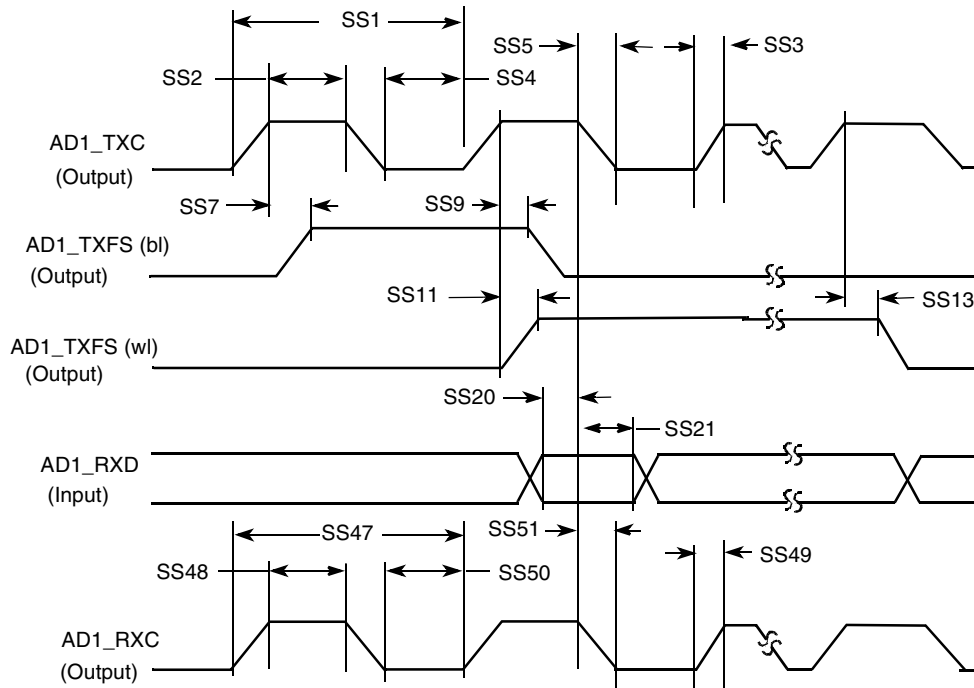 SS1
SS5
SS3
SS2
SS4
AD1_TXC
(Output)
SS7
SS9
AD1_TXFS (bl)
(Output)
SS11
SS13
AD1_TXFS (wl)
(Output)
SS20
SS21
AD1_RXD
(Input)
SS47
SS51
SS49
SS48
SS50
AD1_RXC
(Output)